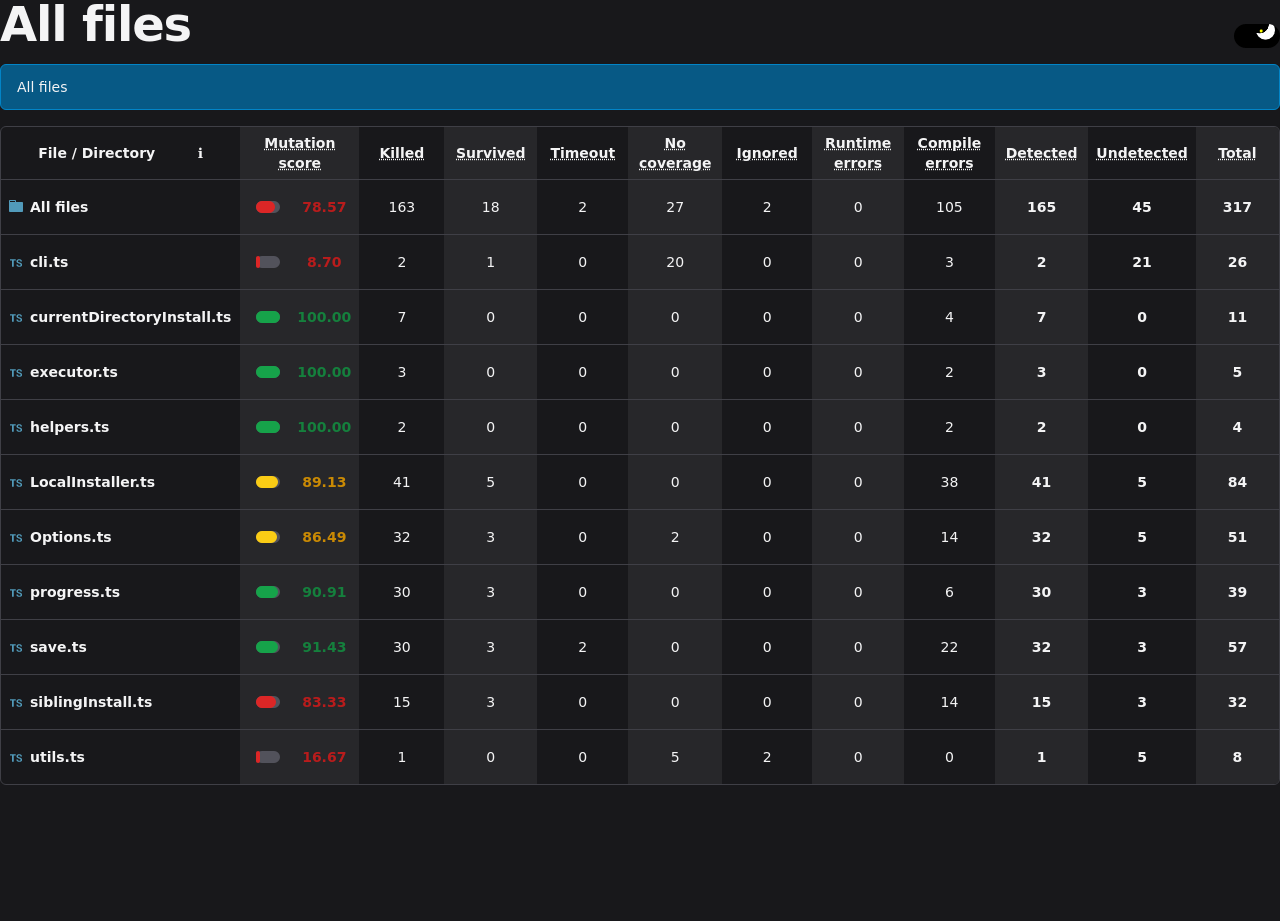 All files
All files
File / Directory ℹ Mutation score Killed Survived Timeout No coverage Ignored Runtime errors Compile errors Detected Undetected Total
All files 78.57 163 18 2 27 2 0 105 165 45 317
TS cli.ts 8.70 2 1 0 20 0 0 3 2 21 26
TS currentDirectoryInstall.ts 100.00 7 0 0 0 0 0 4 7 0 11
TS executor.ts 100.00 3 0 0 0 0 0 2 3 0 5
TS helpers.ts 100.00 2 0 0 0 0 0 2 2 0 4
TS LocalInstaller.ts 89.13 41 5 0 0 0 0 38 41 5 84
TS Options.ts 86.49 32 3 0 2 0 0 14 32 5 51
TS progress.ts 90.91 30 3 0 0 0 0 6 30 3 39
TS save.ts 91.43 30 3 2 0 0 0 22 32 3 57
TS siblingInstall.ts 83.33 15 3 0 0 0 0 14 15 3 32
TS utils.ts 16.67 1 0 0 5 2 0 0 1 5 8